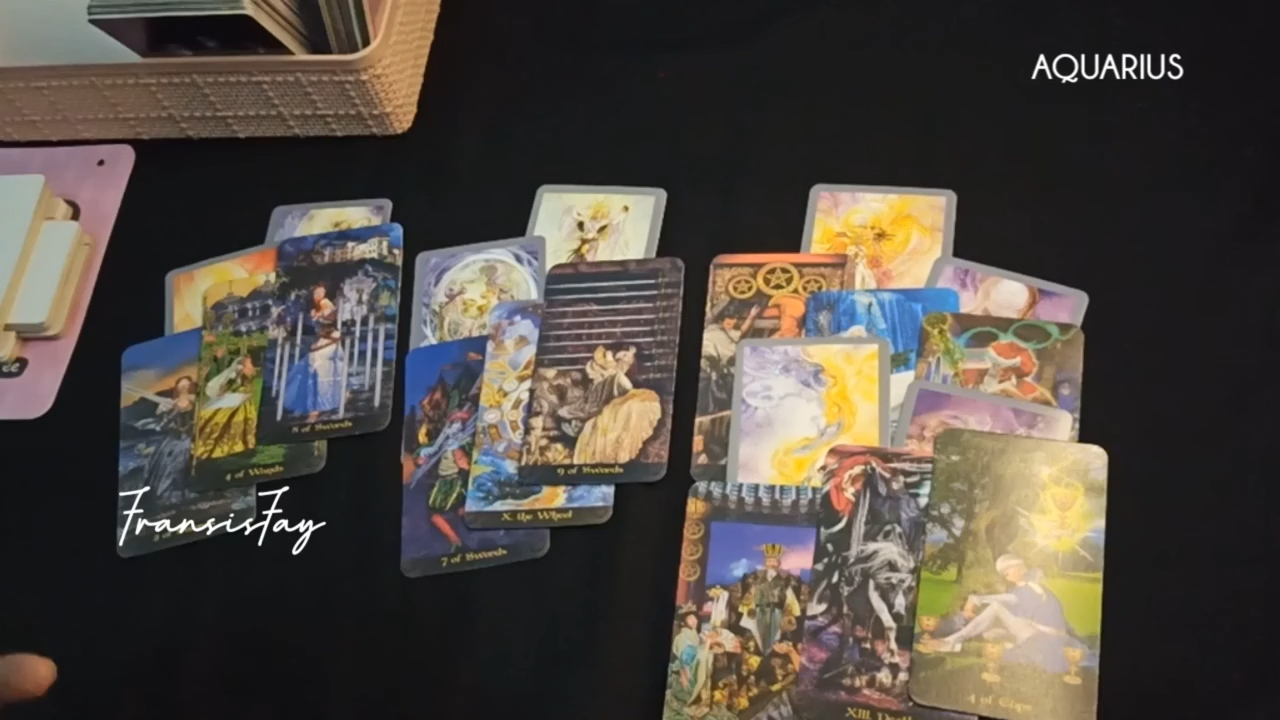 AQUARIUS
8 of Swords
4 of Wands
9 of Swords
X. the Wheel
FransisFay
7 of Swords
4 of Cups
XIII Death